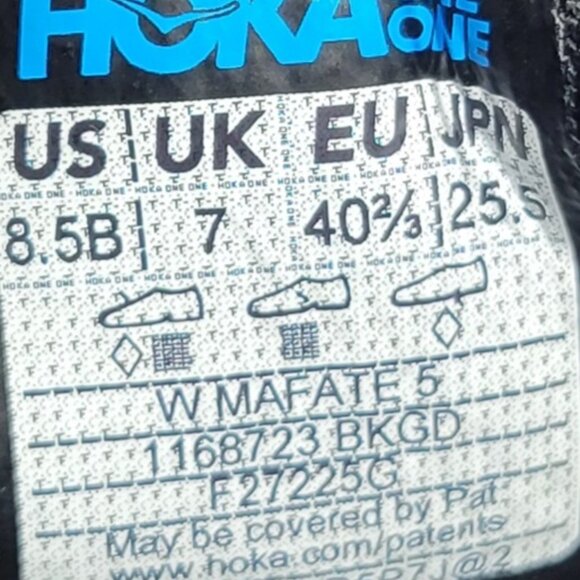 HOKA ONE ONE
US UK EU JPN
8.5B 7 40⅔ 25.5
W MAFATE 5
1168723 BKGD
F27225G
May be covered by Pat
www.hoka.com/patents